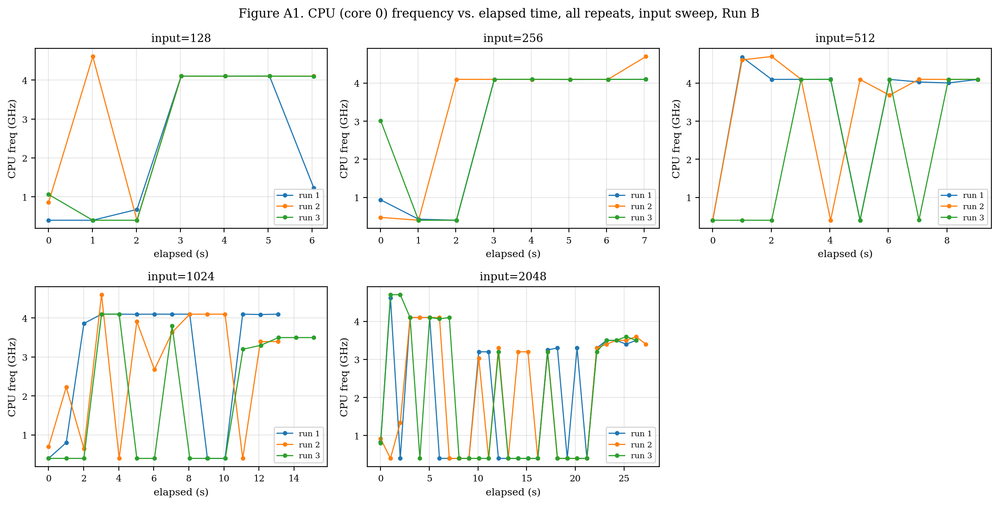 Figure A1. CPU (core 0) frequency vs. elapsed time, all repeats, input sweep, Run B
input=128
CPU freq (GHz)
4
3
2
1
0 1 2 3 4 5 6
elapsed (s)
run 1
run 2
run 3
input=256
CPU freq (GHz)
4
3
2
1
0 1 2 3 4 5 6 7
elapsed (s)
run 1
run 2
run 3
input=512
CPU freq (GHz)
4
3
2
1
0 2 4 6 8
elapsed (s)
run 1
run 2
run 3
input=1024
CPU freq (GHz)
4
3
2
1
0 2 4 6 8 10 12 14
elapsed (s)
run 1
run 2
run 3
input=2048
CPU freq (GHz)
4
3
2
1
0 5 10 15 20 25
elapsed (s)
run 1
run 2
run 3